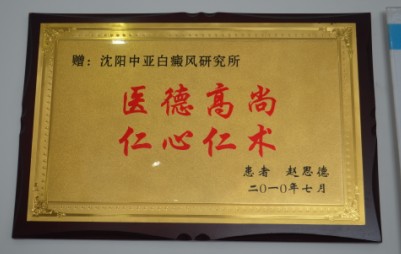 赠：沈阳中亚白癜风研究所
医德高尚
仁心仁术
患者 赵恩德
二〇一〇年七月